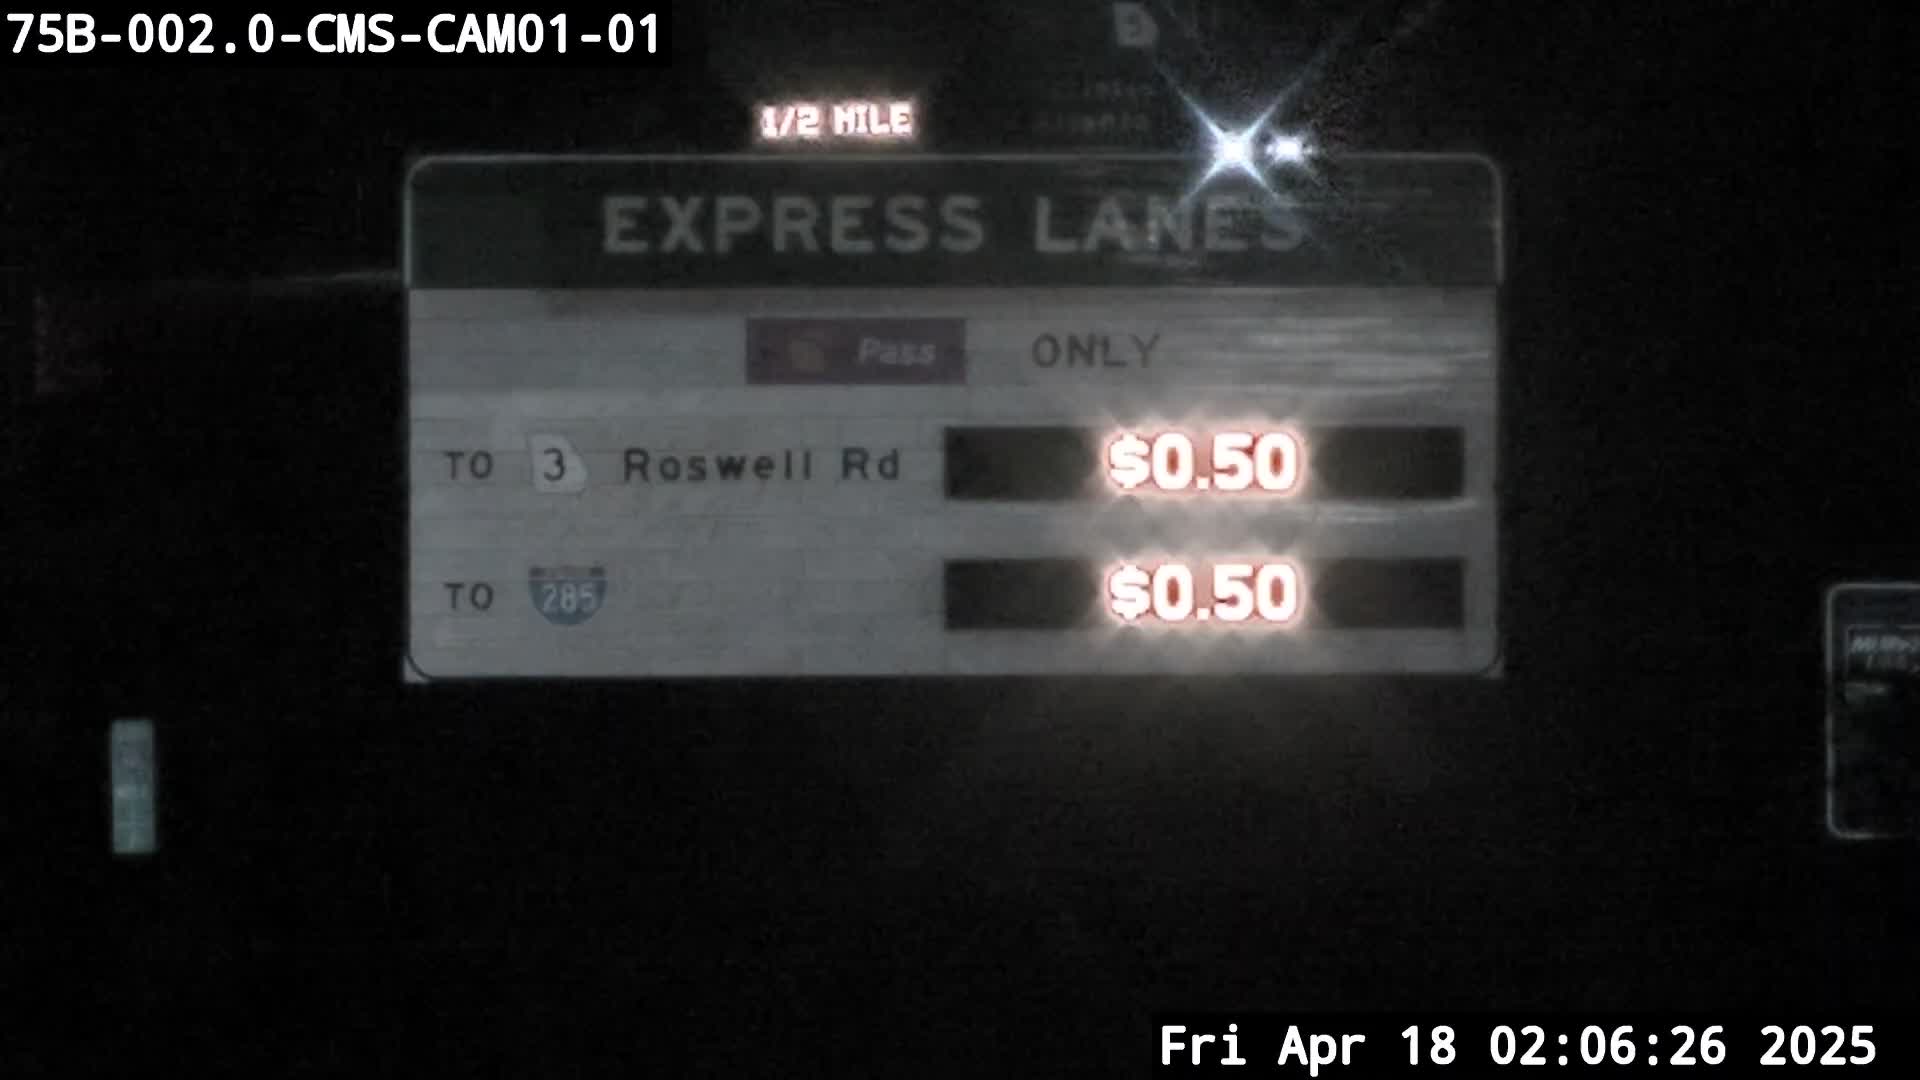 75B-002.0-CMS-CAM01-01
1/2 MILE
EXPRESS LANES
Pass ONLY
TO 3 Roswell Rd $0.50
TO 285 $0.50
Fri Apr 18 02:06:26 2025